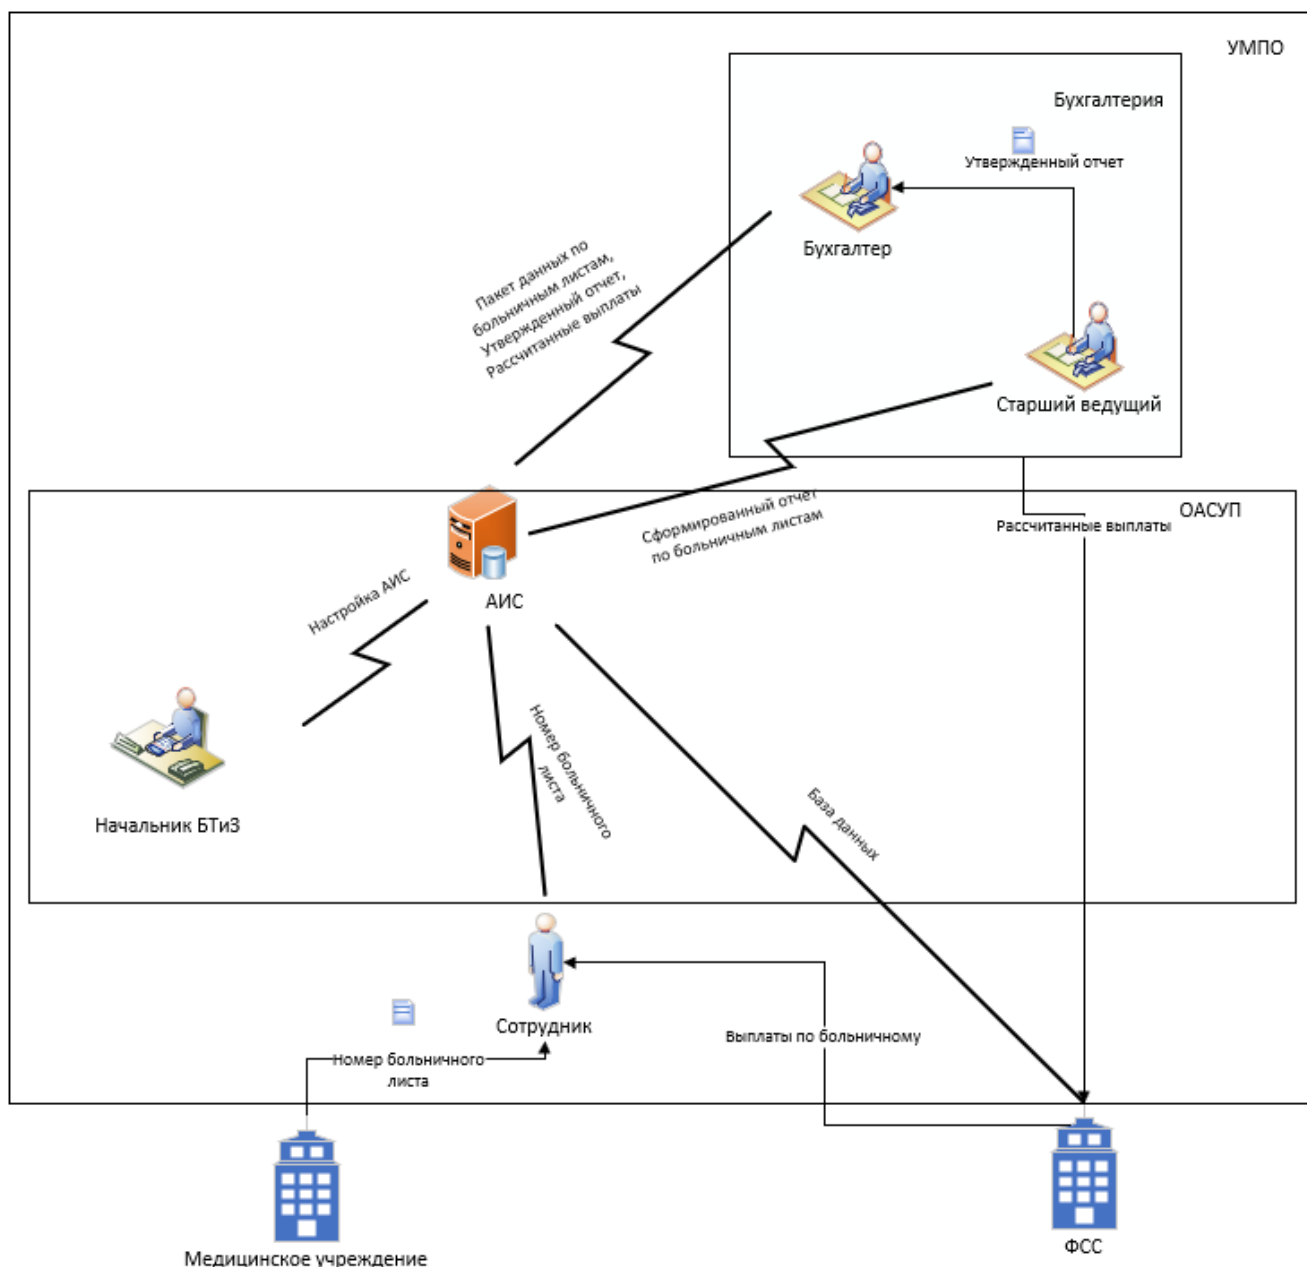 УМПО
Бухгалтерия
Утвержденный отчет
Бухгалтер
Пакет данных по
больничным листам,
Утвержденный отчет,
Рассчитанные выплаты
Старший ведущий
Сформированный отчет
по больничным листам
ОАСУП
Рассчитанные выплаты
АИС
Настройка АИС
Номер больничного
листа
База данных
Начальник БТиЗ
Сотрудник
Выплаты по больничному
Номер больничного
листа
Медицинское учреждение
ФСС